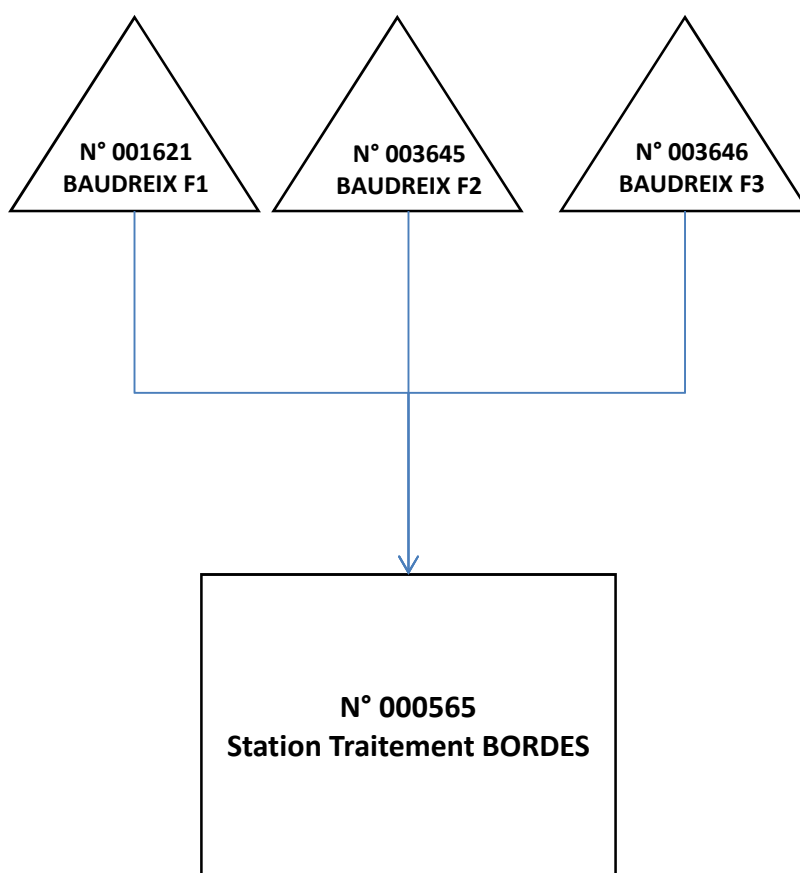 N° 001621
BAUDREIX F1
N° 003645
BAUDREIX F2
N° 003646
BAUDREIX F3
N° 000565
Station Traitement BORDES